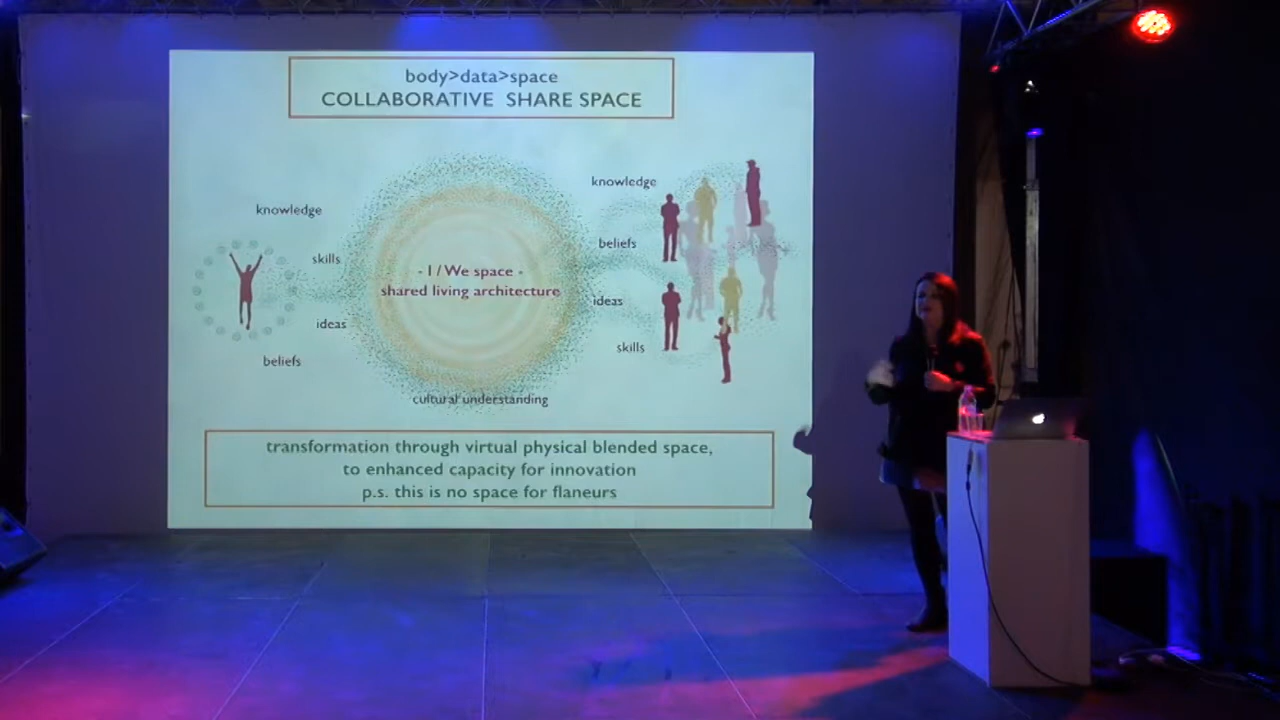 body>data>space
COLLABORATIVE SHARE SPACE
knowledge
skills
ideas
beliefs
- I / We space -
shared living architecture
cultural understanding
knowledge
beliefs
ideas
skills
transformation through virtual physical blended space,
to enhanced capacity for innovation
p.s. this is no space for flaneurs